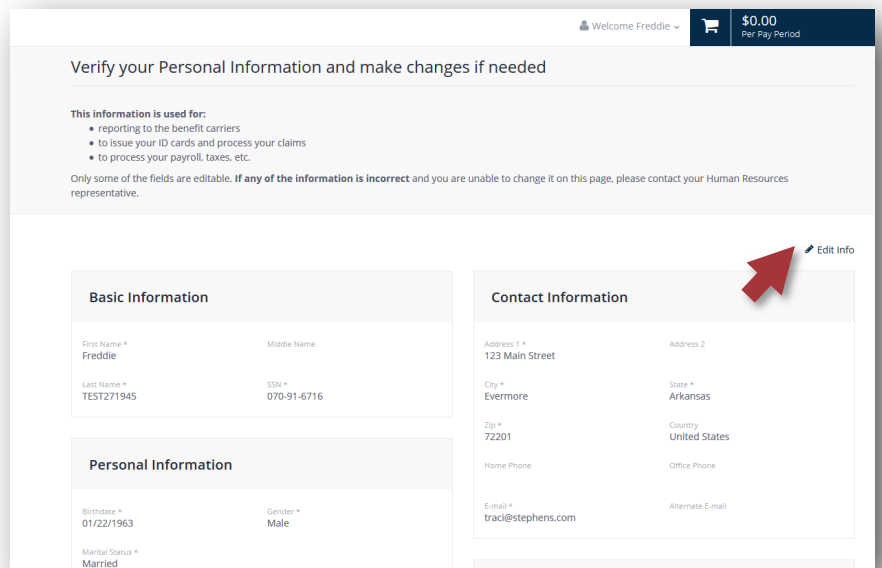 Welcome Freddie
$0.00
Per Pay Period
Verify your Personal Information and make changes if needed
This information is used for:
• reporting to the benefit carriers
• to issue your ID cards and process your claims
• to process your payroll, taxes, etc.
Only some of the fields are editable. If any of the information is incorrect and you are unable to change it on this page, please contact your Human Resources
representative.
Edit Info
Basic Information
First Name *
Middle Name
Freddie
Last Name *
SSN *
TEST271945
070-91-6716
Personal Information
Birthdate *
Gender *
01/22/1963
Male
Marital Status *
Married
Contact Information
Address 1 *
Address 2
123 Main Street
City *
State *
Evermore
Arkansas
Zip *
Country
72201
United States
Home Phone
Office Phone
E-mail *
Alternate E-mail
traci@stephens.com